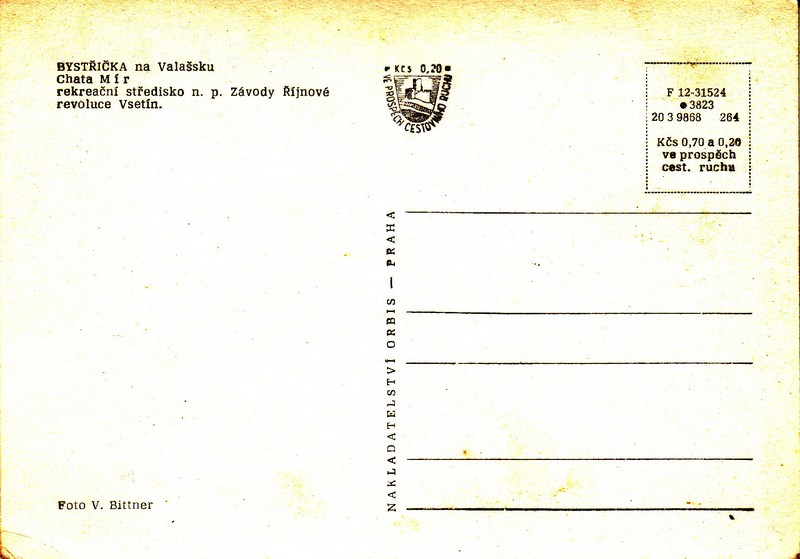 BYSTŘIČKA na Valašsku
Chata Mír
rekreační středisko n. p. Závody Říjnové
revoluce Vsetín.
Kčs 0,20
VE PROSPĚCH CESTOVNÍHO RUCHU
F 12-31524
3823
20 3 9868 264
Kčs 0,70 a 0,20
ve prospěch
cest. ruchu
NAKLADATELSTVÍ ORBIS — PRAHA
Foto V. Bittner